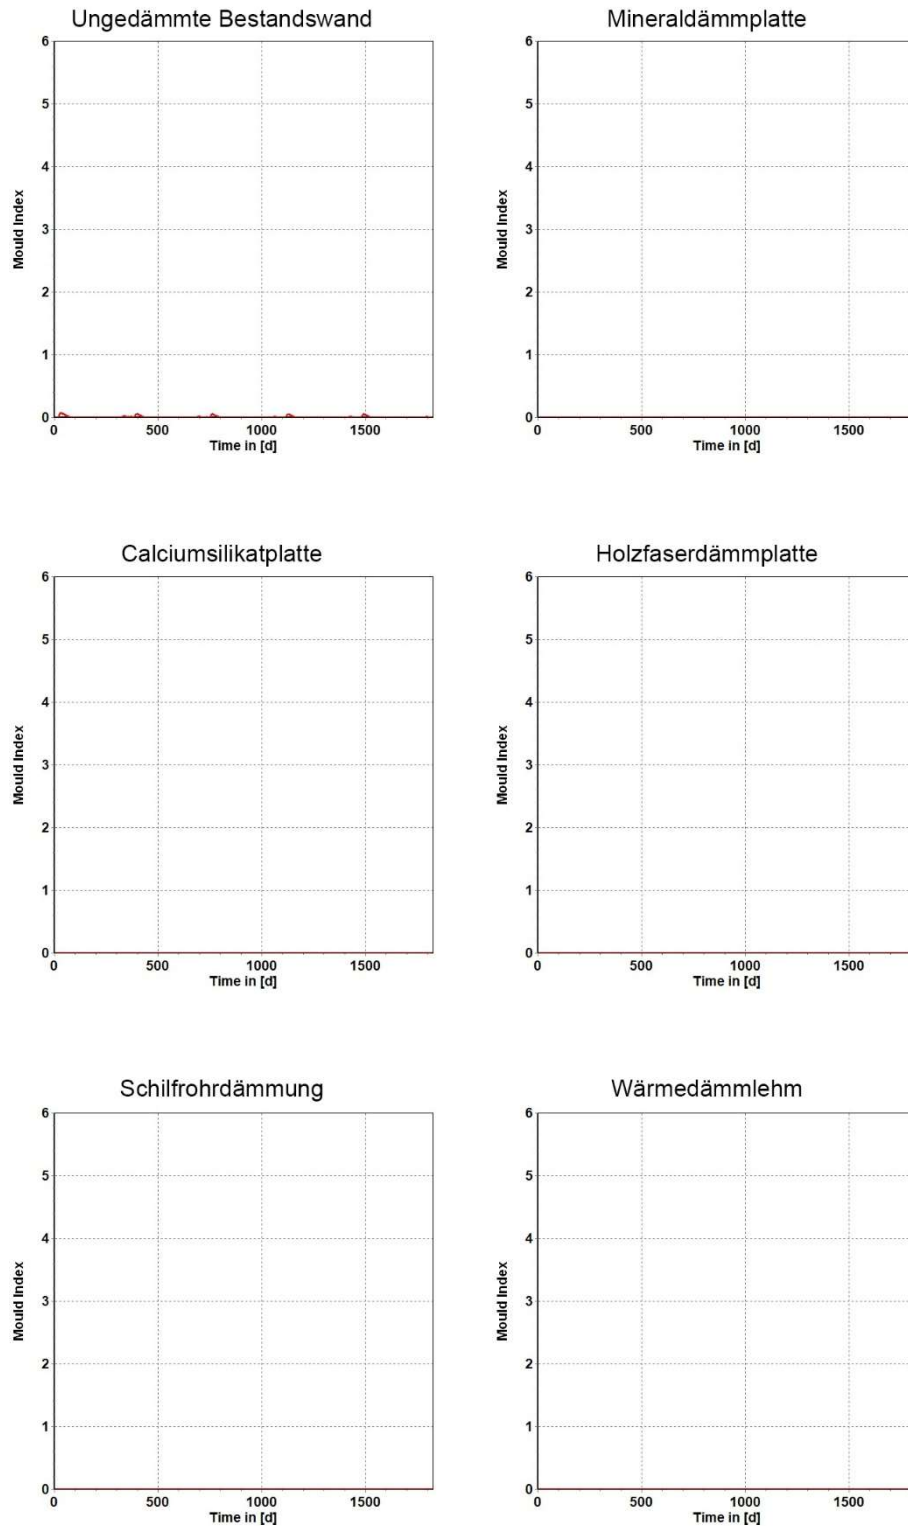 Ungedämmte Bestandswand
6
5
4
3
2
1
0
Mould Index
0 500 1000 1500
Time in [d]
Mineraldämmplatte
6
5
4
3
2
1
0
Mould Index
0 500 1000 1500
Time in [d]
Calciumsilikatplatte
6
5
4
3
2
1
0
Mould Index
0 500 1000 1500
Time in [d]
Holzfaserdämmplatte
6
5
4
3
2
1
0
Mould Index
0 500 1000 1500
Time in [d]
Schilfrohrdämmung
6
5
4
3
2
1
0
Mould Index
0 500 1000 1500
Time in [d]
Wärmedämmlehm
6
5
4
3
2
1
0
Mould Index
0 500 1000 1500
Time in [d]